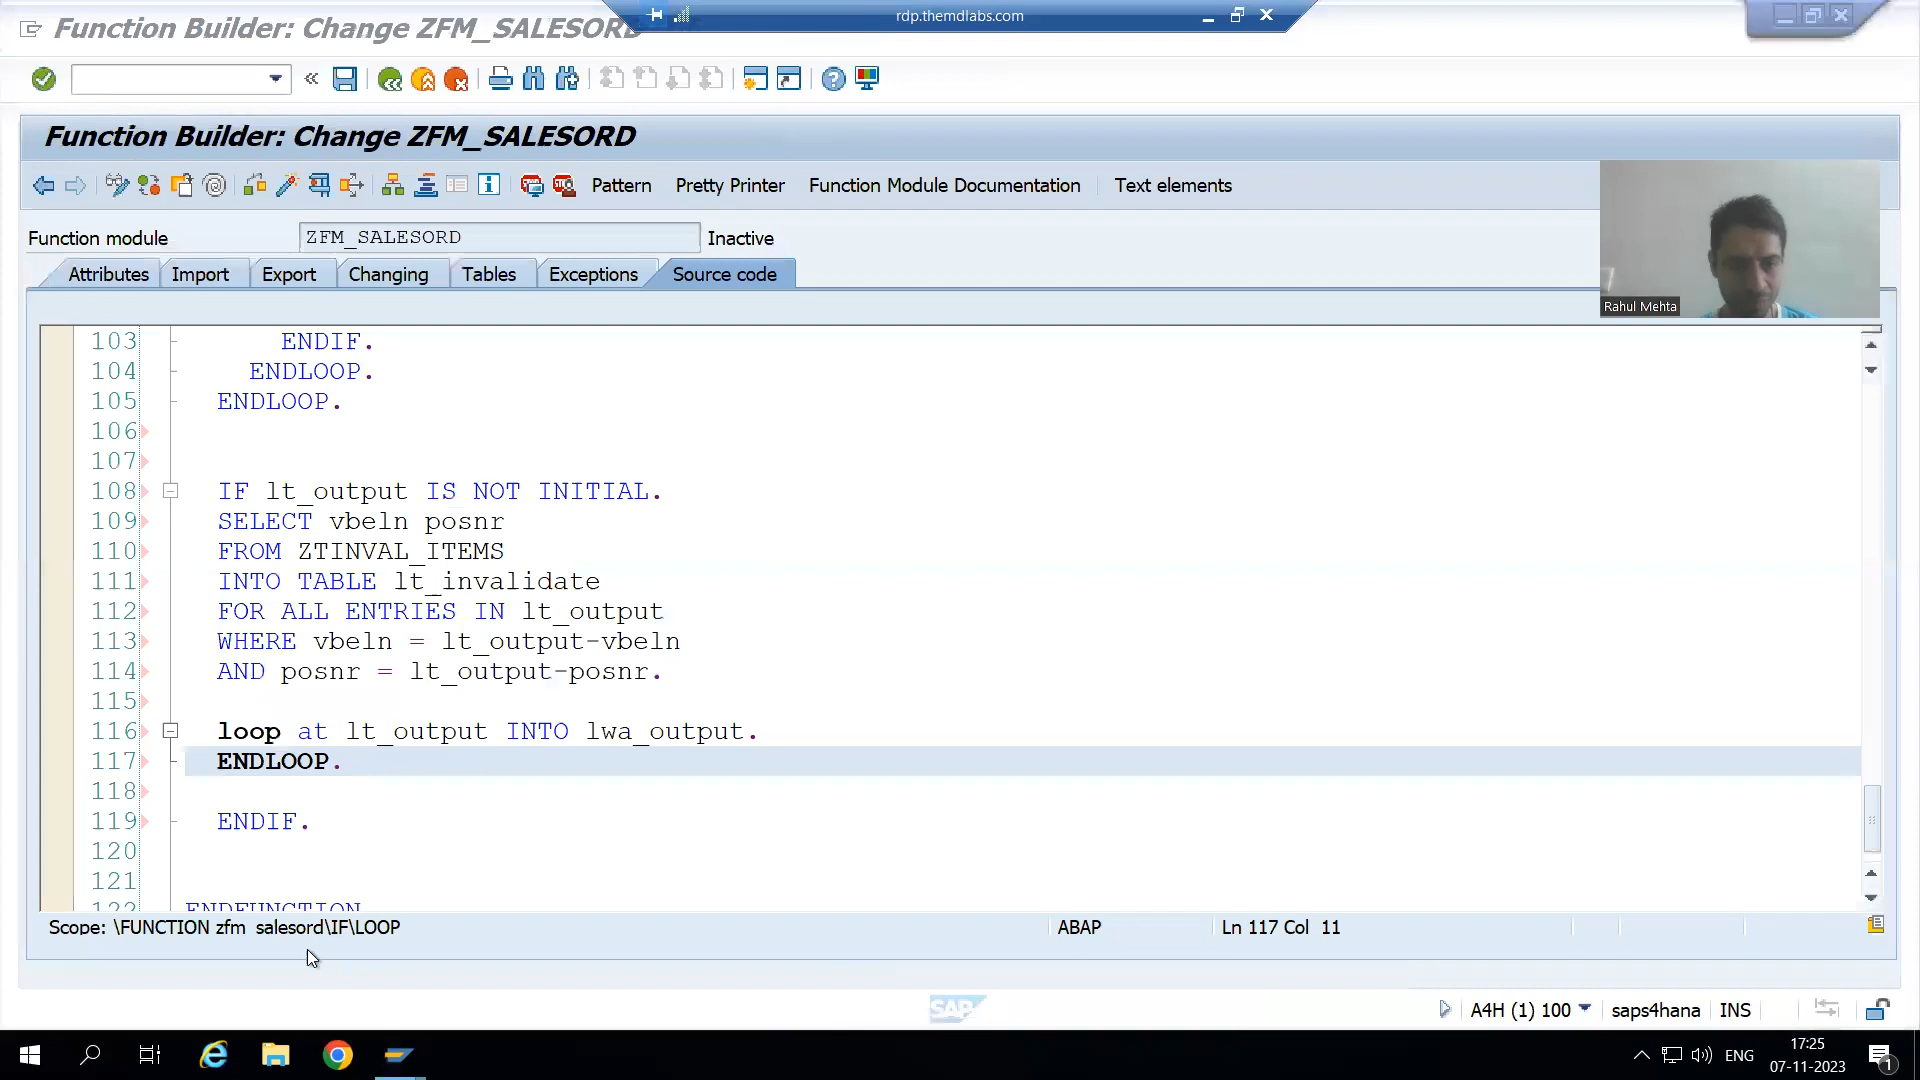 Function Builder: Change ZFM_SALESORD
rdp.themdlabs.com
Function Builder: Change ZFM_SALESORD
Pattern Pretty Printer Function Module Documentation Text elements
Function module ZFM_SALESORD Inactive
Attributes Import Export Changing Tables Exceptions Source code
Rahul Mehta
103 ENDIF.
104 ENDLOOP.
105 ENDLOOP.
106
107
108 IF lt_output IS NOT INITIAL.
109 SELECT vbeln posnr
110 FROM ZTINVAL_ITEMS
111 INTO TABLE lt_invalidate
112 FOR ALL ENTRIES IN lt_output
113 WHERE vbeln = lt_output-vbeln
114 AND posnr = lt_output-posnr.
115
116 loop at lt_output INTO lwa_output.
117 ENDLOOP.
118
119 ENDIF.
120
121
122 ENDFUNCTION
Scope: \FUNCTION zfm_salesord\IF\LOOP ABAP Ln 117 Col 11
SAP A4H (1) 100 saps4hana INS
ENG 17:25
07-11-2023 1